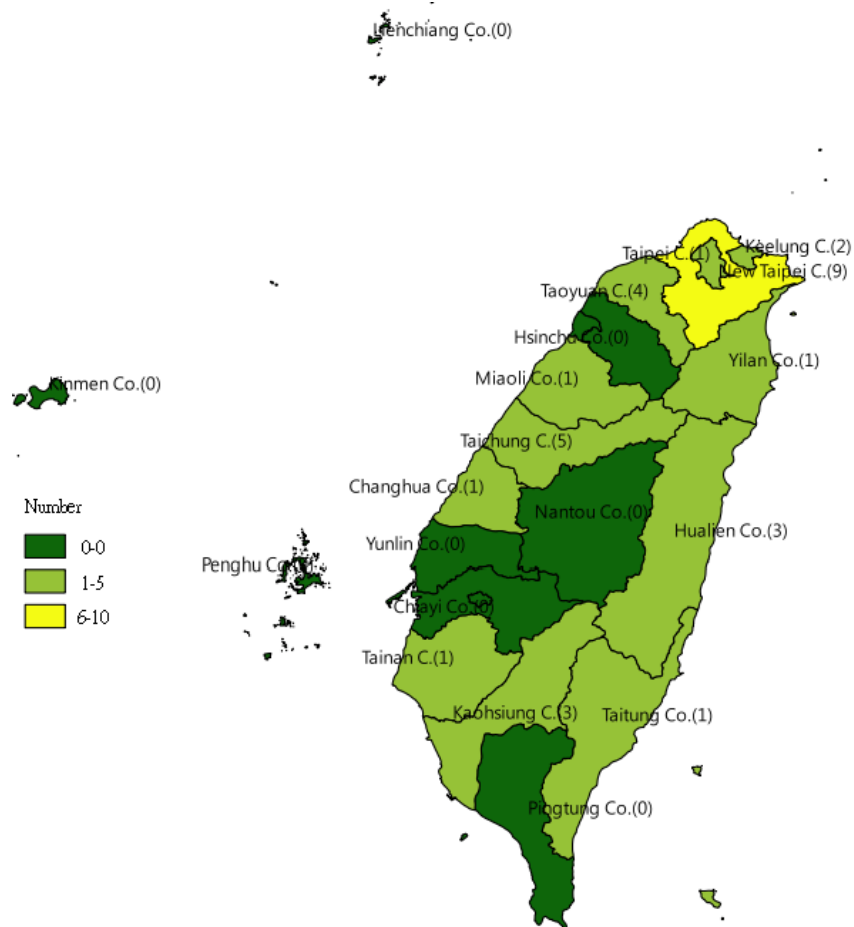 Lienchiang Co.(0)
Keelung C.(2)
Taipei C.(1)
New Taipei C.(9)
Taoyuan C.(4)
Hsinchu Co.(0)
Yilan Co.(1)
Miaoli Co.(1)
Kinmen Co.(0)
Taichung C.(5)
Changhua Co.(1)
Number
Nantou Co.(0)
Hualien Co.(3)
Yunlin Co.(0)
0-0
Penghu Co.
1-5
Chiayi Co.(0)
6-10
Tainan C.(1)
Kaohsiung C.(3)
Taitung Co.(1)
Pingtung Co.(0)